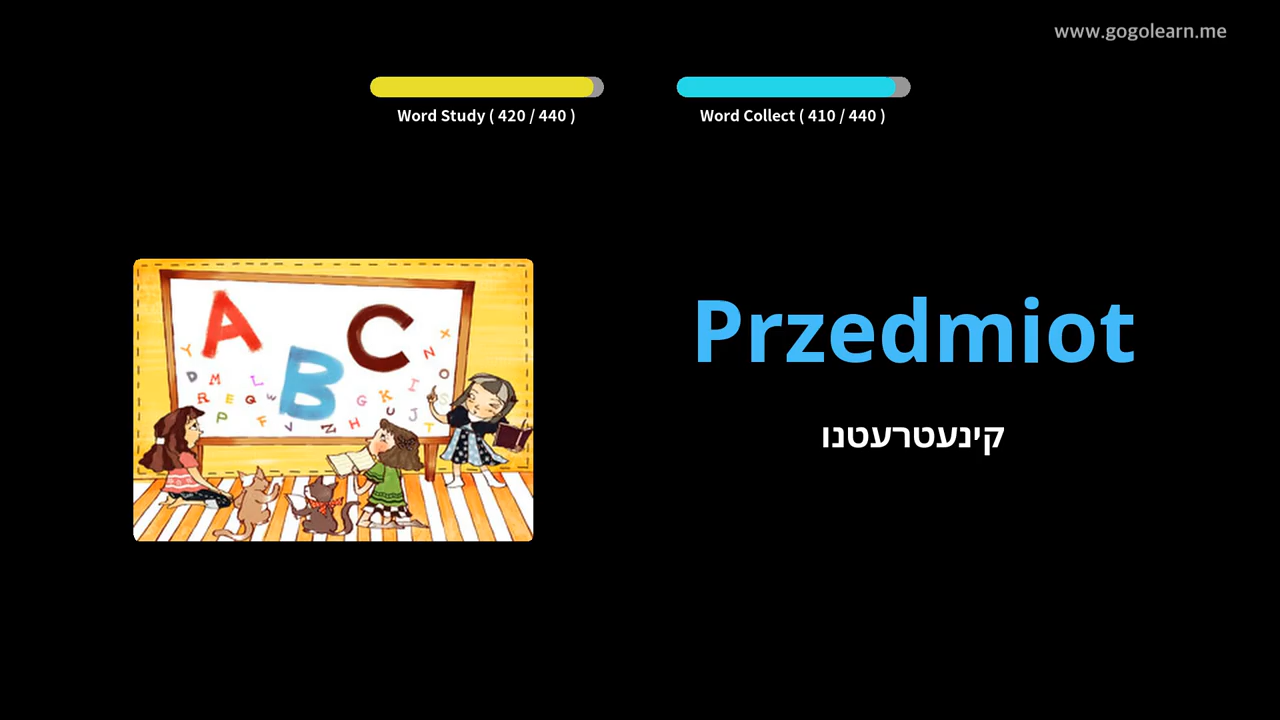 www.gogolearn.me
Word Study ( 420 / 440 )
Word Collect ( 410 / 440 )
A B C
Y D M L N X O
R E Q W G K I S
P F V Z H U J T
Przedmiot
קינעטרעטנו